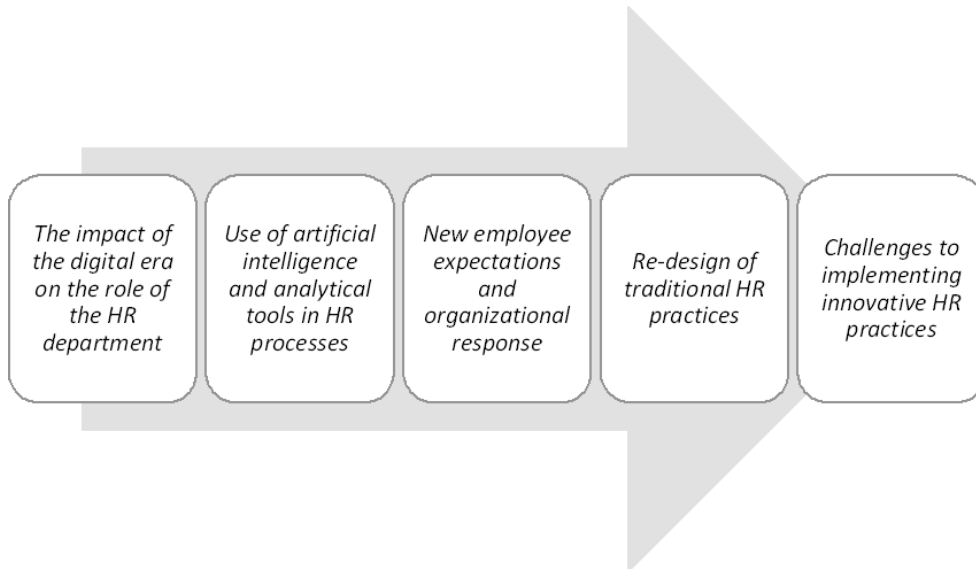 The impact of
the digital era
on the role of
the HR
department
Use of artificial
intelligence
and analytical
tools in HR
processes
New employee
expectations
and
organizational
response
Re-design of
traditional HR
practices
Challenges to
implementing
innovative HR
practices